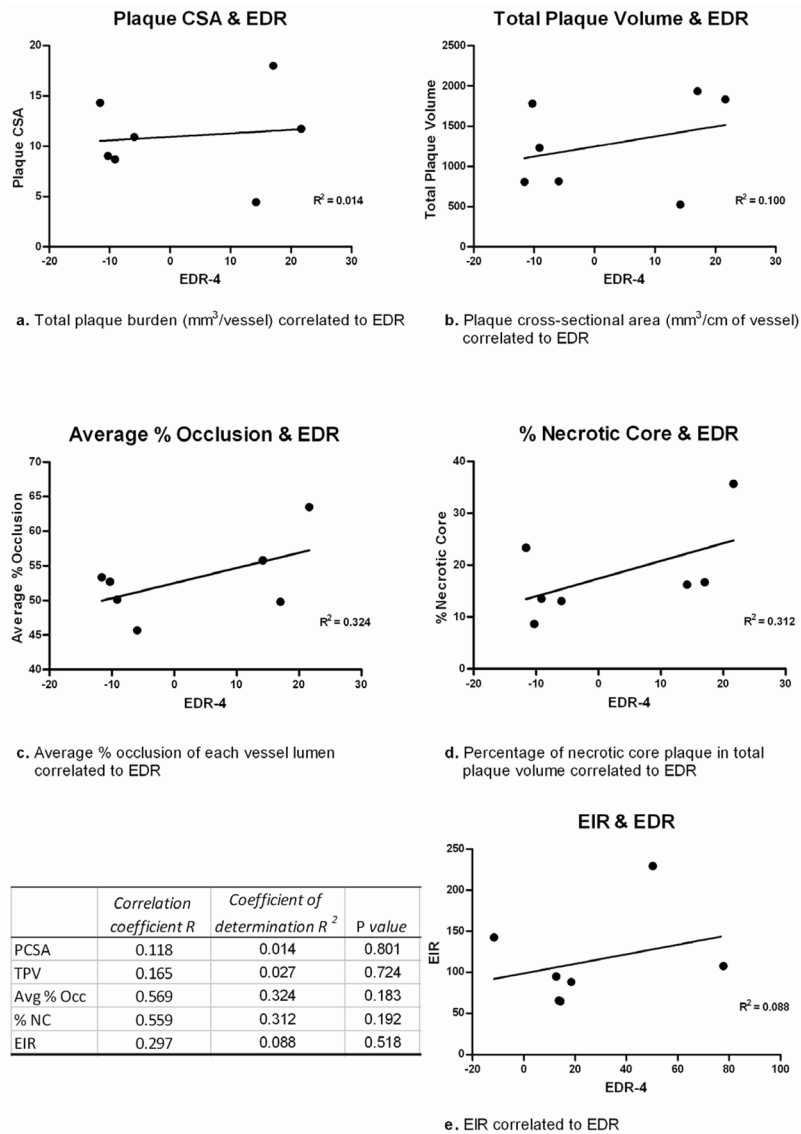 Plaque CSA & EDR
20
15
10
5
0
Plaque CSA
R² = 0.014
-20 -10 0 10 20 30
EDR-4
a. Total plaque burden (mm³/vessel) correlated to EDR
Total Plaque Volume & EDR
2500
2000
1500
1000
500
0
Total Plaque Volume
R² = 0.100
-20 -10 0 10 20 30
EDR-4
b. Plaque cross-sectional area (mm³/cm of vessel)
correlated to EDR
Average % Occlusion & EDR
70
65
60
55
50
45
40
Average % Occlusion
R² = 0.324
-20 -10 0 10 20 30
EDR-4
c. Average % occlusion of each vessel lumen
correlated to EDR
% Necrotic Core & EDR
40
30
20
10
0
% Necrotic Core
R² = 0.312
-20 -10 0 10 20 30
EDR-4
d. Percentage of necrotic core plaque in total
plaque volume correlated to EDR
Correlation coefficient R Coefficient of determination R² P value
PCSA 0.118 0.014 0.801
TPV 0.165 0.027 0.724
Avg % Occ 0.569 0.324 0.183
% NC 0.559 0.312 0.192
EIR 0.297 0.088 0.518
EIR & EDR
250
200
150
100
50
0
EIR
R² = 0.088
-20 0 20 40 60 80 100
EDR-4
e. EIR correlated to EDR